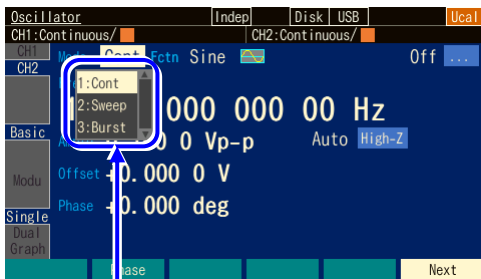 Oscillator Indep Disk USB Ucal
CH1:Continuous/ CH2:Continuous/
CH1 Mode Cont Fctn Sine Off ...
CH2
1:Cont
2:Sweep 000 000 00 Hz
3:Burst
Basic 0 Vp-p Auto High-Z
Modu Offset +0.000 0 V
Phase +0.000 deg
Single
Dual
Graph
Phase Next